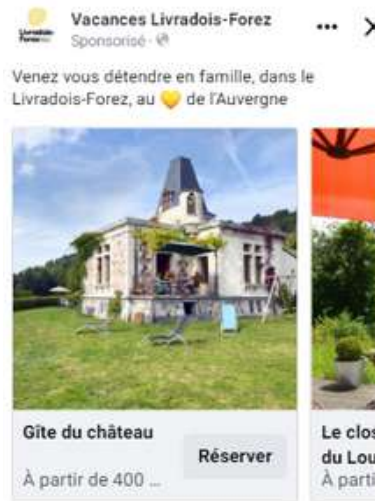 Vacances Livradois-Forez
Sponsorisé ·
Venez vous détendre en famille, dans le
Livradois-Forez, au 💛 de l'Auvergne
Gîte du château
À partir de 400 ...
Réserver
Le clos
du Lou
À parti